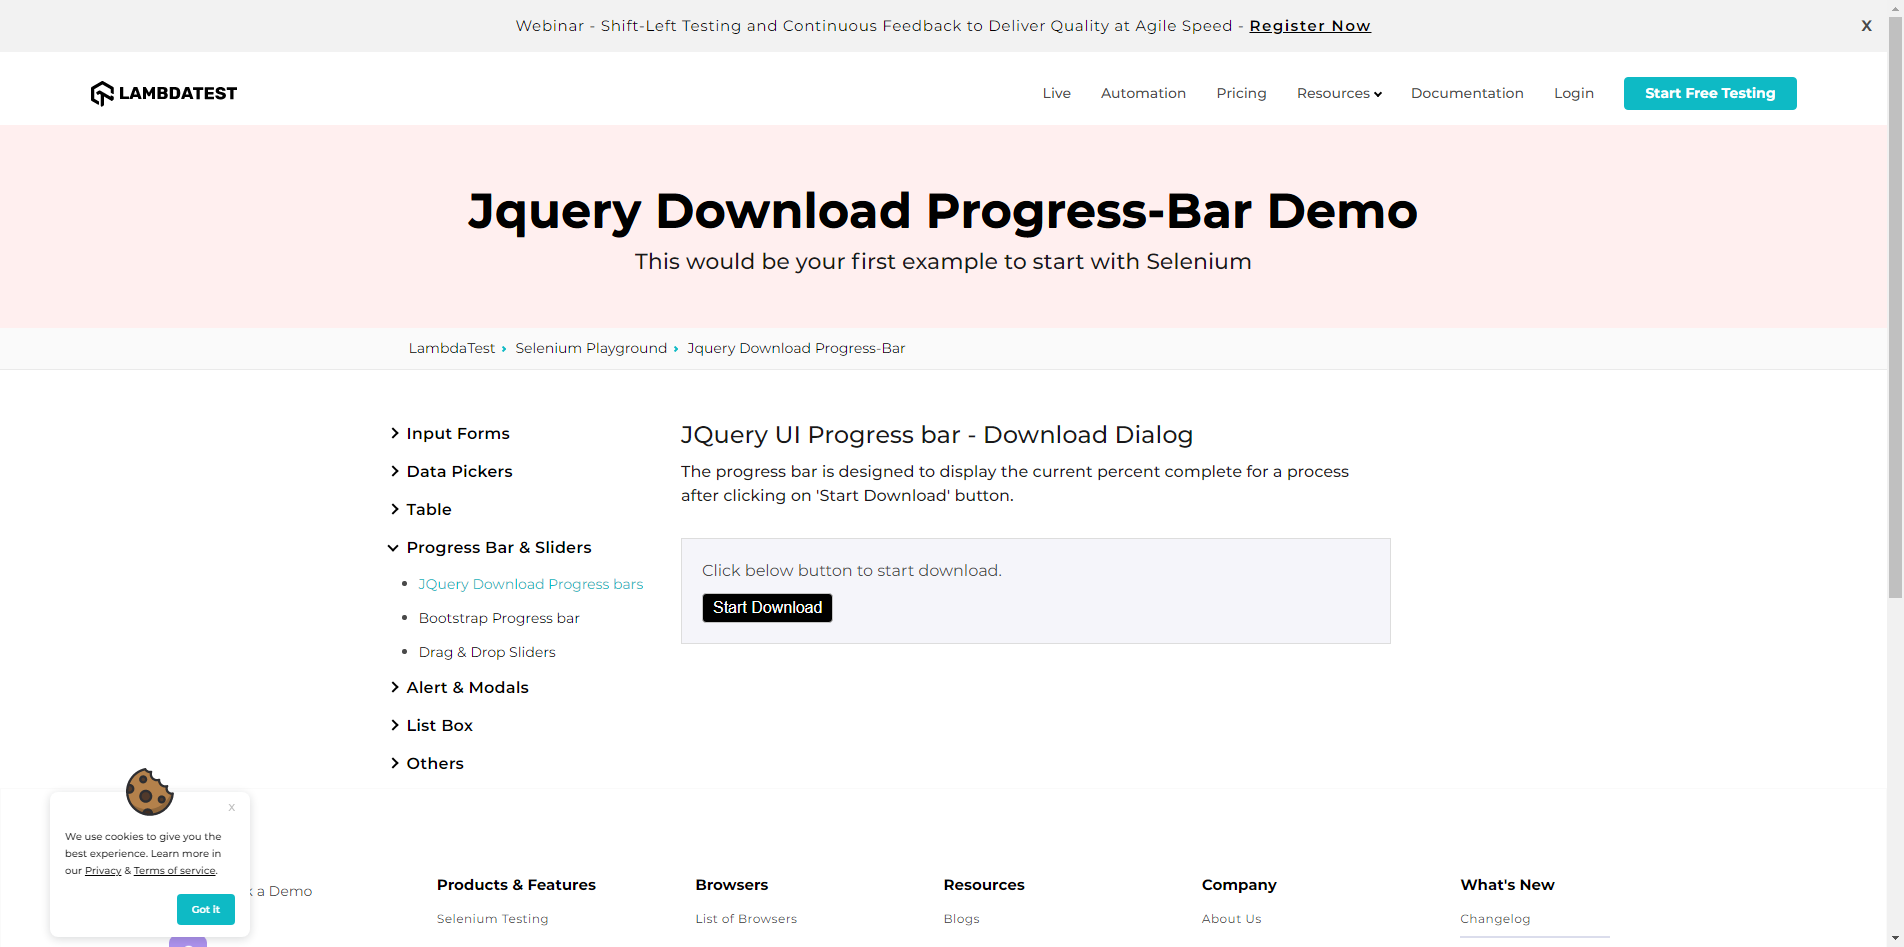 Webinar - Shift-Left Testing and Continuous Feedback to Deliver Quality at Agile Speed - Register Now
X
LAMBDATEST
Live
Automation
Pricing
Resources
Documentation
Login
Start Free Testing
Jquery Download Progress-Bar Demo
This would be your first example to start with Selenium
LambdaTest
Selenium Playground
Jquery Download Progress-Bar
Input Forms
Data Pickers
Table
Progress Bar & Sliders
JQuery Download Progress bars
Bootstrap Progress bar
Drag & Drop Sliders
Alert & Modals
List Box
Others
JQuery UI Progress bar - Download Dialog
The progress bar is designed to display the current percent complete for a process
after clicking on 'Start Download' button.
Click below button to start download.
Start Download
x
We use cookies to give you the
best experience. Learn more in
our Privacy & Terms of service.
Got it
a Demo
Products & Features
Selenium Testing
Browsers
List of Browsers
Resources
Blogs
Company
About Us
What's New
Changelog